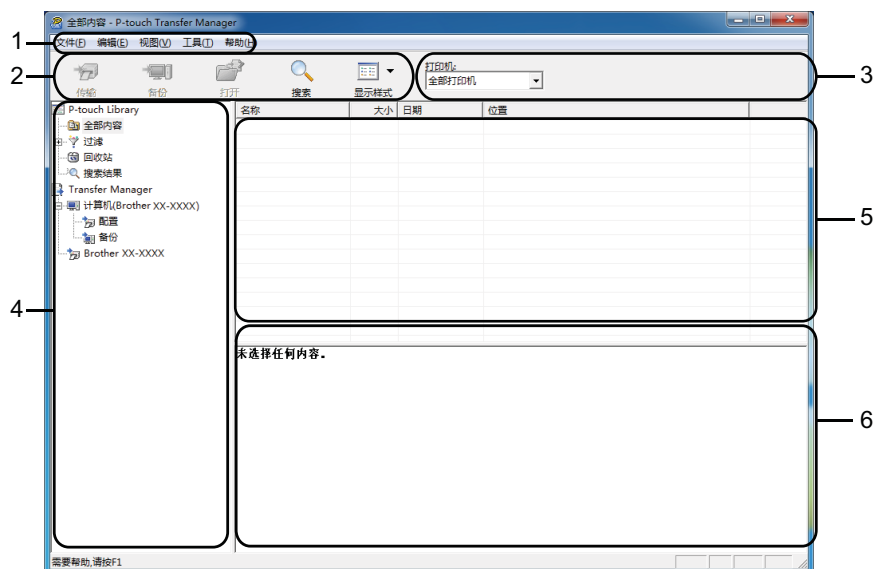 全部内容 - P-touch Transfer Manager
1
文件(F) 编辑(E) 视图(V) 工具(T) 帮助(H)
2
传输 备份 打开 搜索 显示样式
打印机:
全部打印机
3
P-touch Library
全部内容
过滤
回收站
搜索结果
Transfer Manager
计算机(Brother XX-XXXX)
配置
备份
Brother XX-XXXX
4
名称 大小 日期 位置
5
未选择任何内容。
6
需要帮助,请按F1